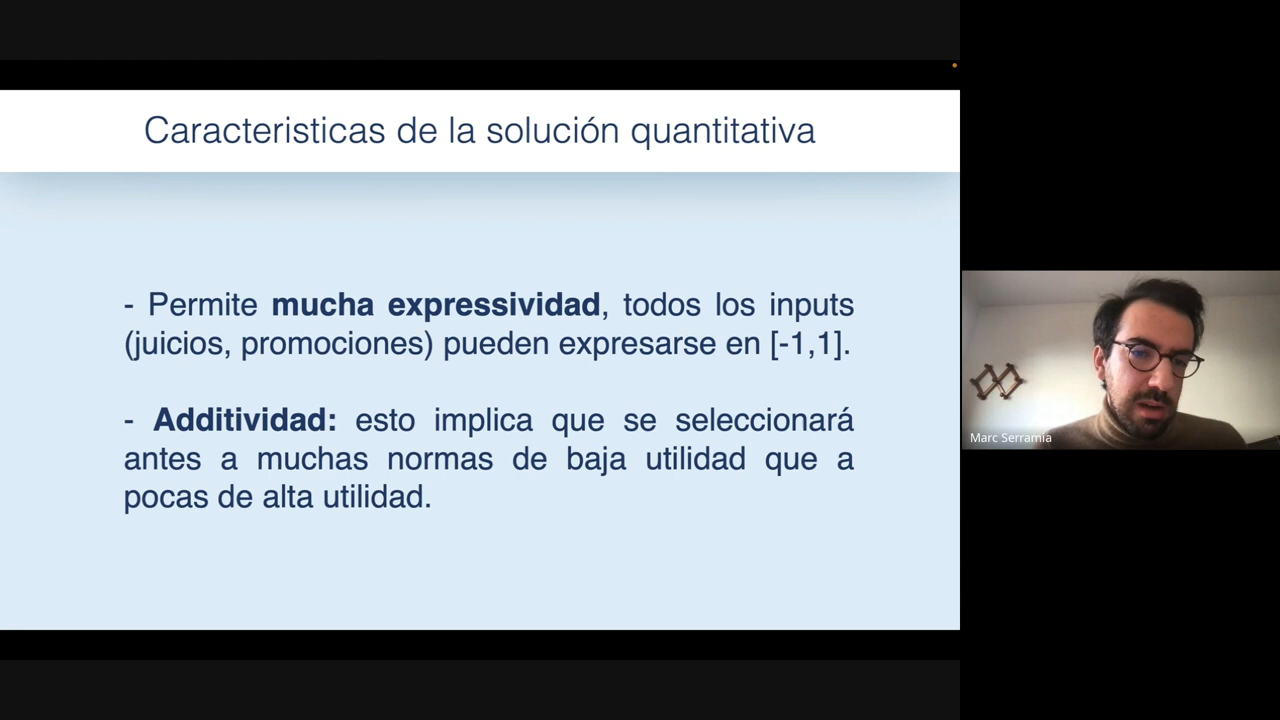 Caracteristicas de la solución quantitativa
- Permite mucha expressividad, todos los inputs
(juicios, promociones) pueden expresarse en [-1,1].
- Additividad: esto implica que se seleccionará
antes a muchas normas de baja utilidad que a
pocas de alta utilidad.
Marc Serramia